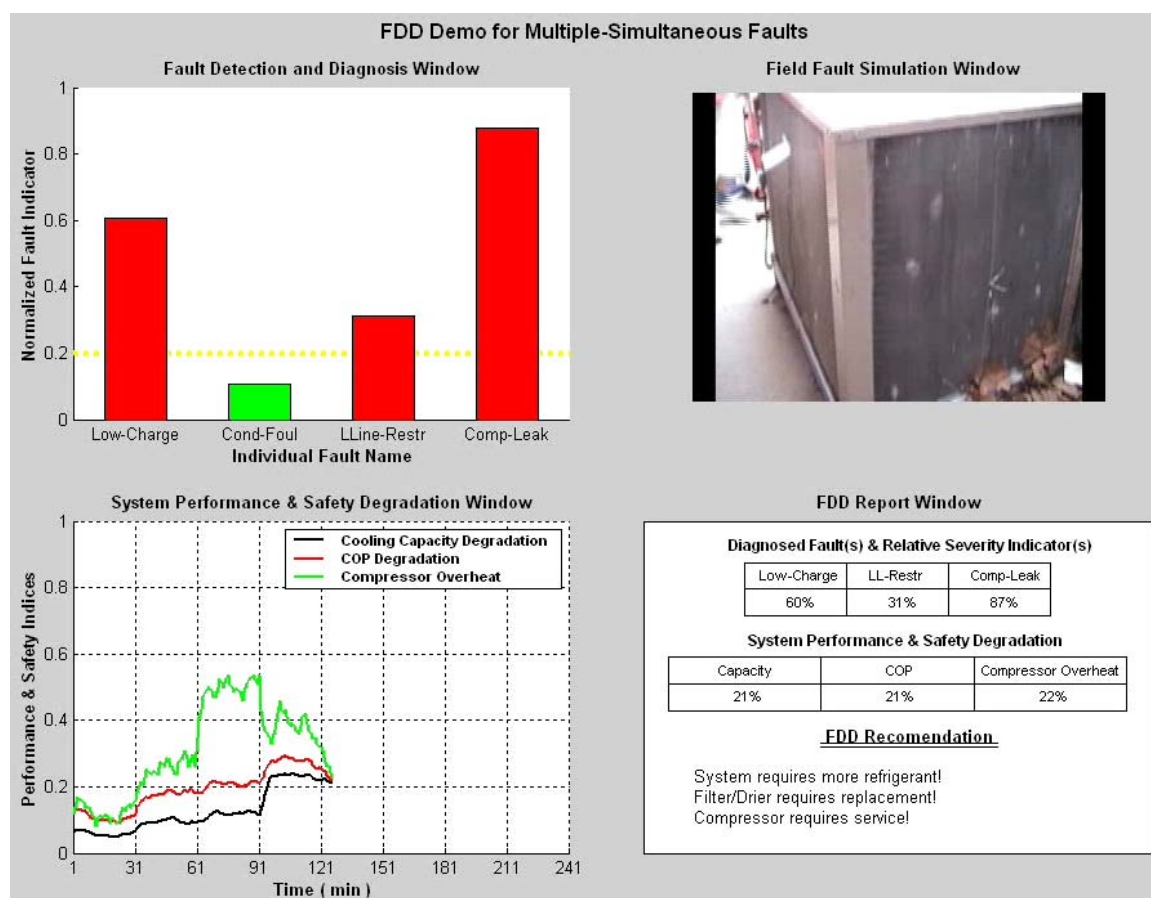 FDD Demo for Multiple-Simultaneous Faults
Fault Detection and Diagnosis Window
Normalized Fault Indicator
1
0.8
0.6
0.4
0.2
0
Low-Charge Cond-Foul LLine-Restr Comp-Leak
Individual Fault Name
Field Fault Simulation Window
System Performance & Safety Degradation Window
Performance & Safety Indices
1
0.8
0.6
0.4
0.2
0
Cooling Capacity Degradation
COP Degradation
Compressor Overheat
1 31 61 91 121 151 181 211 241
Time ( min )
FDD Report Window
Diagnosed Fault(s) & Relative Severity Indicator(s)
Low-Charge LL-Restr Comp-Leak
60% 31% 87%
System Performance & Safety Degradation
Capacity COP Compressor Overheat
21% 21% 22%
FDD Recomendation
System requires more refrigerant!
Filter/Drier requires replacement!
Compressor requires service!